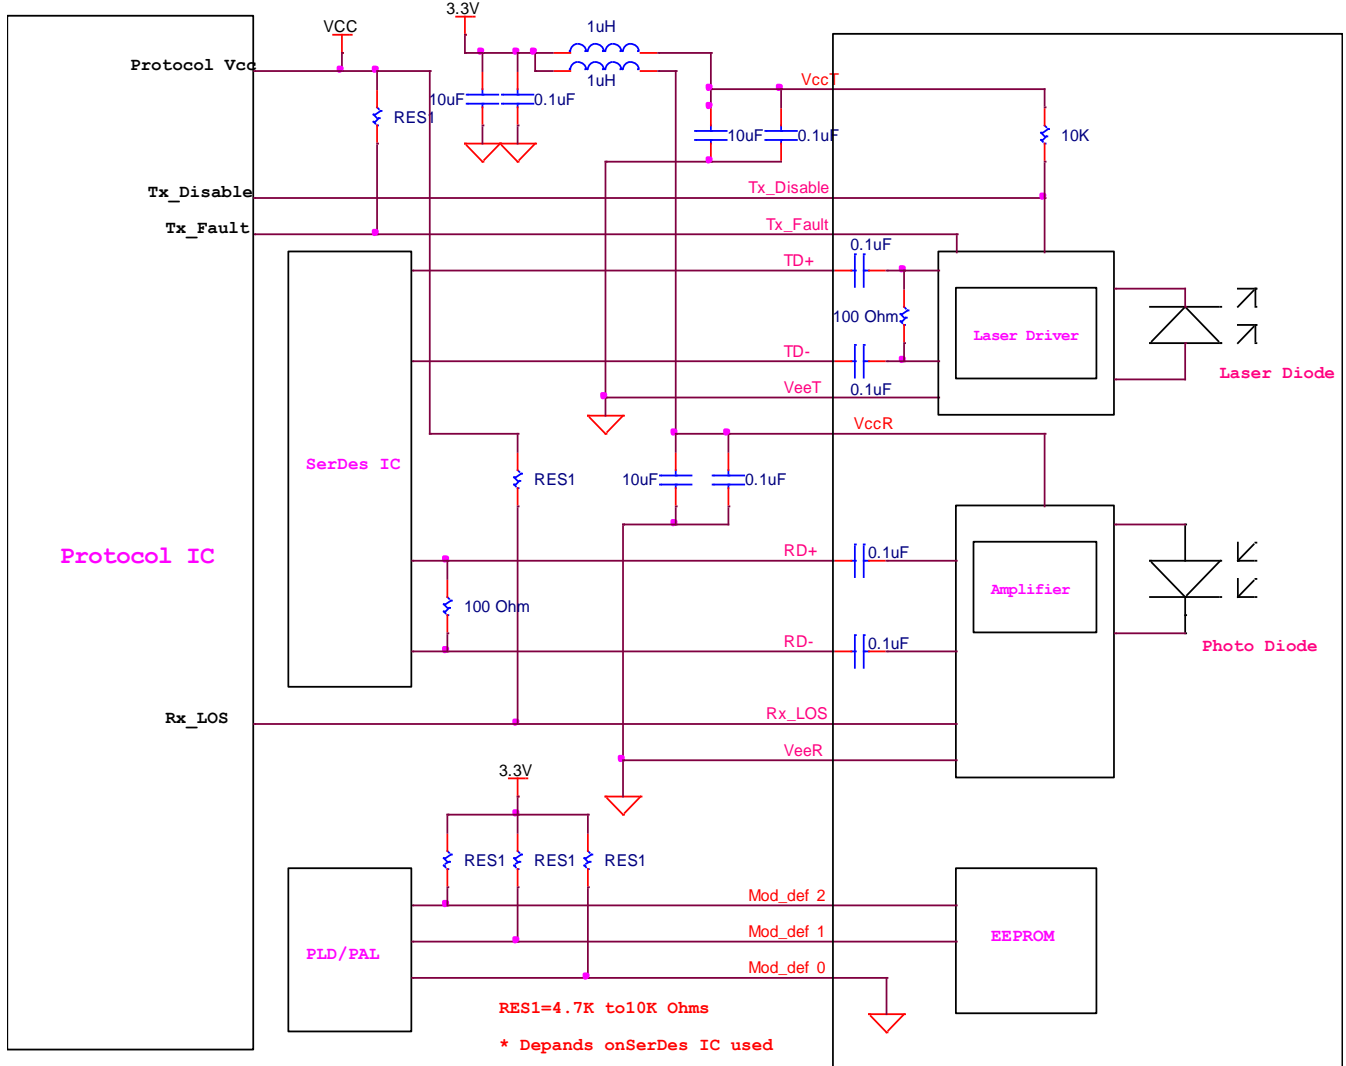 3.3V
VCC
1uH
Protocol Vcc
1uH
VccT
10uF
0.1uF
RES1
10uF
0.1uF
10K
Tx_Disable
Tx_Disable
Tx_Fault
Tx_Fault
0.1uF
TD+
100 Ohm
Laser Driver
TD-
Laser Diode
VeeT
0.1uF
VccR
SerDes IC
RES1
10uF
0.1uF
Protocol IC
RD+
0.1uF
Amplifier
100 Ohm
RD-
0.1uF
Photo Diode
Rx_LOS
Rx_LOS
VeeR
3.3V
RES1
RES1
RES1
Mod_def 2
Mod_def 1
EEPROM
PLD/PAL
Mod_def 0
RES1=4.7K to10K Ohms
* Depands onSerDes IC used